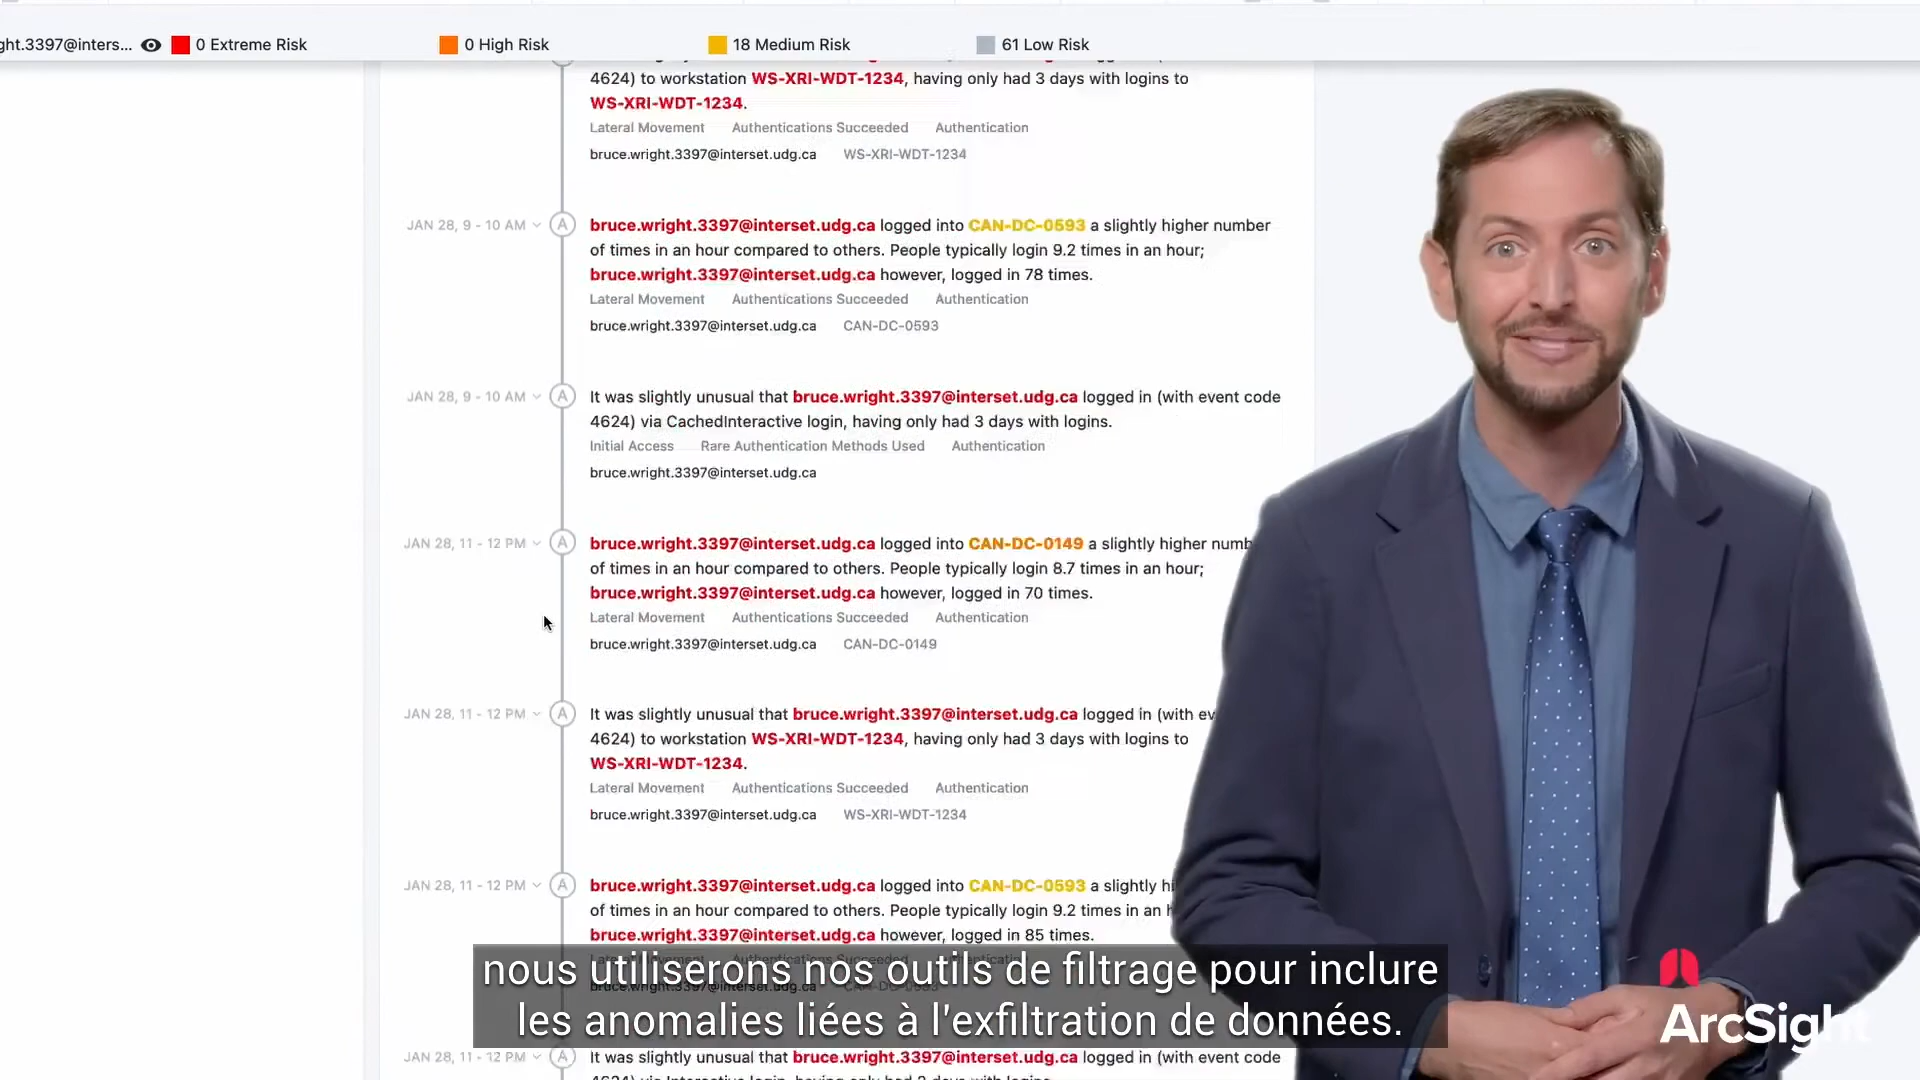 ght.3397@inters... 0 Extreme Risk 0 High Risk 18 Medium Risk 61 Low Risk
4624) to workstation WS-XRI-WDT-1234, having only had 3 days with logins to
WS-XRI-WDT-1234.
Lateral Movement Authentications Succeeded Authentication
bruce.wright.3397@interset.udg.ca WS-XRI-WDT-1234
JAN 28, 9 - 10 AM A bruce.wright.3397@interset.udg.ca logged into CAN-DC-0593 a slightly higher number
of times in an hour compared to others. People typically login 9.2 times in an hour;
bruce.wright.3397@interset.udg.ca however, logged in 78 times.
Lateral Movement Authentications Succeeded Authentication
bruce.wright.3397@interset.udg.ca CAN-DC-0593
JAN 28, 9 - 10 AM A It was slightly unusual that bruce.wright.3397@interset.udg.ca logged in (with event code
4624) via CachedInteractive login, having only had 3 days with logins.
Initial Access Rare Authentication Methods Used Authentication
bruce.wright.3397@interset.udg.ca
JAN 28, 11 - 12 PM A bruce.wright.3397@interset.udg.ca logged into CAN-DC-0149 a slightly higher numb
of times in an hour compared to others. People typically login 8.7 times in an hour;
bruce.wright.3397@interset.udg.ca however, logged in 70 times.
Lateral Movement Authentications Succeeded Authentication
bruce.wright.3397@interset.udg.ca CAN-DC-0149
JAN 28, 11 - 12 PM A It was slightly unusual that bruce.wright.3397@interset.udg.ca logged in (with ev
4624) to workstation WS-XRI-WDT-1234, having only had 3 days with logins to
WS-XRI-WDT-1234.
Lateral Movement Authentications Succeeded Authentication
bruce.wright.3397@interset.udg.ca WS-XRI-WDT-1234
JAN 28, 11 - 12 PM A bruce.wright.3397@interset.udg.ca logged into CAN-DC-0593 a slightly hi
of times in an hour compared to others. People typically login 9.2 times in an h
bruce.wright.3397@interset.udg.ca however, logged in 85 times.
nous utiliserons nos outils de filtrage pour inclure
les anomalies liées à l'exfiltration de données.
ArcSight
JAN 28, 11 - 12 PM A It was slightly unusual that bruce.wright.3397@interset.udg.ca logged in (with event code